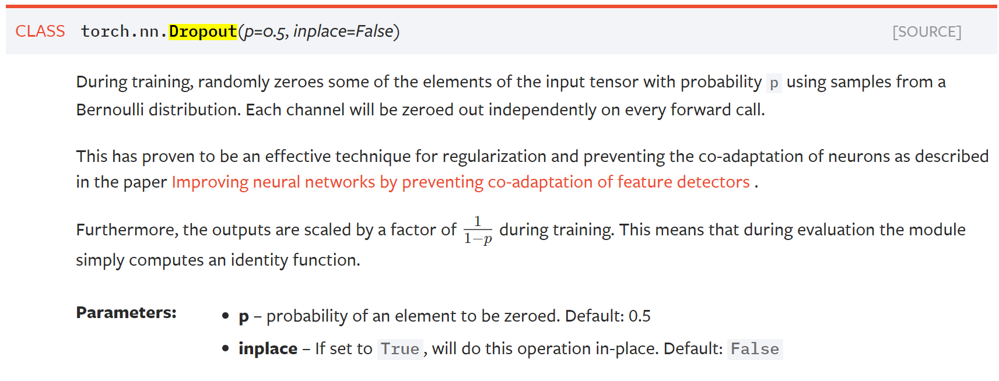 CLASS torch.nn.Dropout(p=0.5, inplace=False) [SOURCE]
During training, randomly zeroes some of the elements of the input tensor with probability p using samples from a
Bernoulli distribution. Each channel will be zeroed out independently on every forward call.
This has proven to be an effective technique for regularization and preventing the co-adaptation of neurons as described
in the paper Improving neural networks by preventing co-adaptation of feature detectors .
Furthermore, the outputs are scaled by a factor of 1/(1−p) during training. This means that during evaluation the module
simply computes an identity function.
Parameters:
• p – probability of an element to be zeroed. Default: 0.5
• inplace – If set to True, will do this operation in-place. Default: False